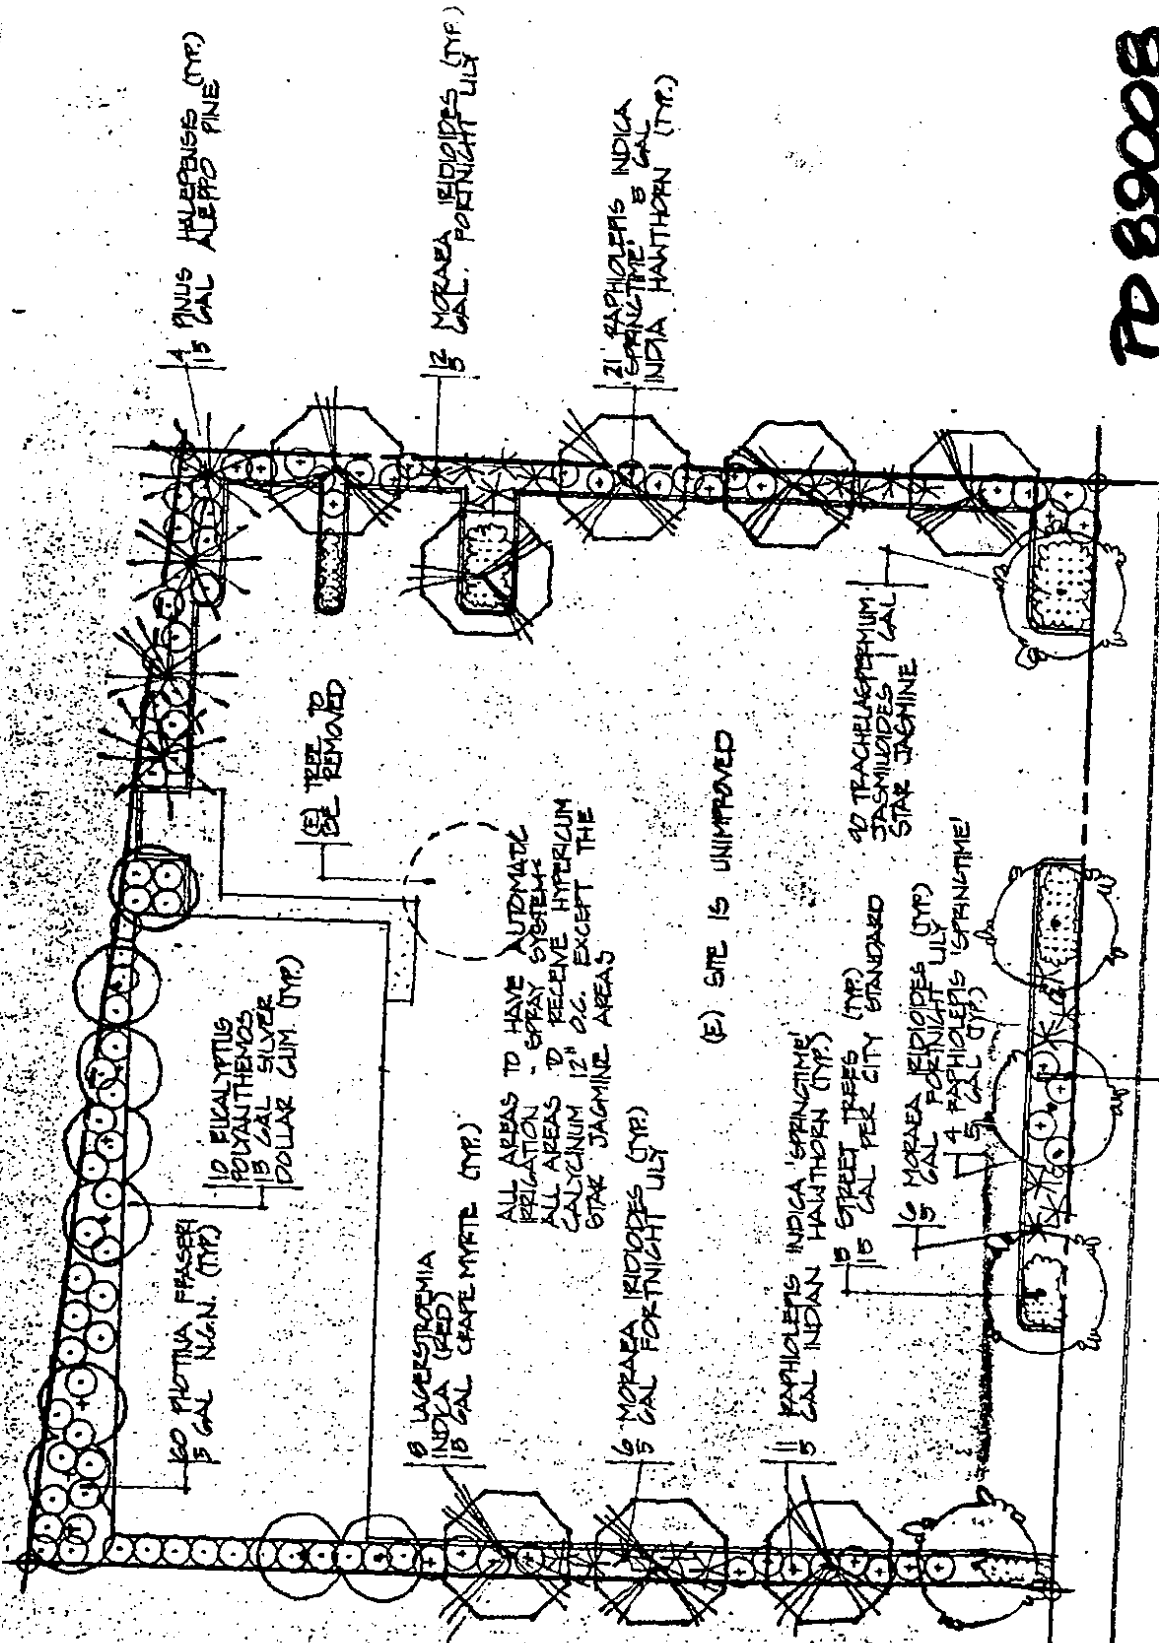 4 PINUS HALEPENSIS (TYP.)
15 GAL ALEPPO PINE
12 MORAEA IRIDIOIDES (TYP.)
5 GAL. FORTNIGHT LILY
21 RAPHIOLEPIS INDICA
'SPRINGTIME' 5 GAL
INDIA HAWTHORN (TYP.)
PD 89008
(E) TREE TO
BE REMOVED
10 EUCALYPTUS
POLYANTHEMOS
15 GAL SILVER
DOLLAR GUM (TYP.)
60 PHOTINA FRASERI
5 GAL N.C.N. (TYP.)
ALL AREAS TO HAVE AUTOMATIC
IRRIGATION - SPRAY SYSTEMS
ALL AREAS TO RECEIVE HYPERICUM
CALYCINUM 12" O.C. EXCEPT THE
STAR JASMINE AREAS
(E) SITE IS UNIMPROVED
8 LAGERSTROEMIA
INDICA (RED)
15 GAL CRAPE MYRTE (TYP.)
6 MORAEA IRIDIOIDES (TYP.)
5 GAL FORTNIGHT LILY
11 RAPHIOLEPIS INDICA 'SPRINGTIME'
5 GAL INDIAN HAWTHORN (TYP.)
STREET TREES (TYP.)
15 GAL PER CITY STANDARD
6 MORAEA IRIDIOIDES (TYP.)
5 GAL FORTNIGHT LILY
4 RAPHIOLEPIS 'SPRINGTIME'
5 GAL (TYP.)
90 TRACHELASPERMUM
JASMINOIDES 1 GAL
STAR JASMINE